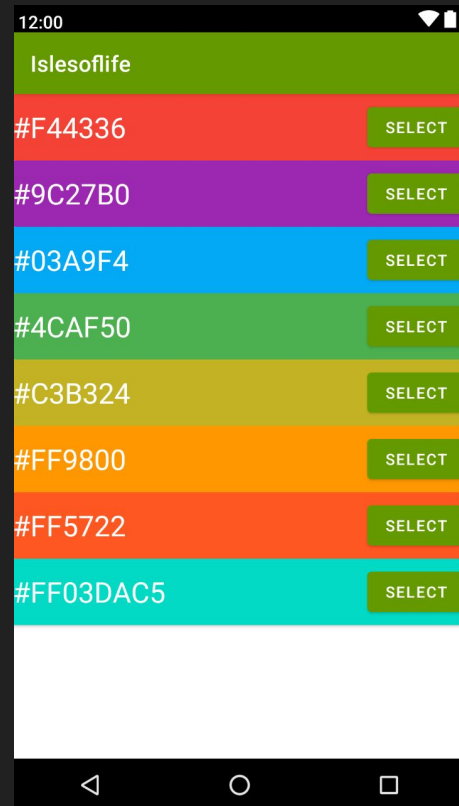 12:00
Islesoflife
#F44336 SELECT
#9C27B0 SELECT
#03A9F4 SELECT
#4CAF50 SELECT
#C3B324 SELECT
#FF9800 SELECT
#FF5722 SELECT
#FF03DAC5 SELECT